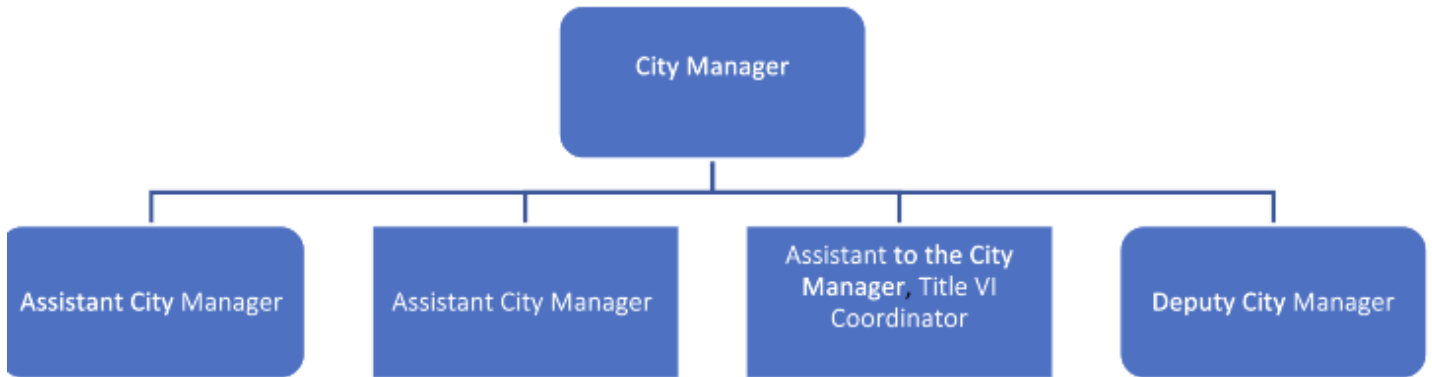 City Manager
Assistant City Manager
Assistant City Manager
Assistant to the City
Manager, Title VI
Coordinator
Deputy City Manager